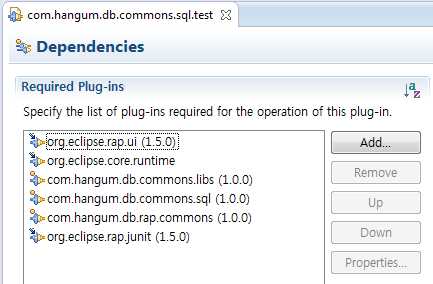 com.hangum.db.commons.sql.test
Dependencies
Required Plug-ins
a
z
Specify the list of plug-ins required for the operation of this plug-in.
org.eclipse.rap.ui (1.5.0)
org.eclipse.core.runtime
com.hangum.db.commons.libs (1.0.0)
com.hangum.db.commons.sql (1.0.0)
com.hangum.db.rap.commons (1.0.0)
org.eclipse.rap.junit (1.5.0)
Add...
Remove
Up
Down
Properties...